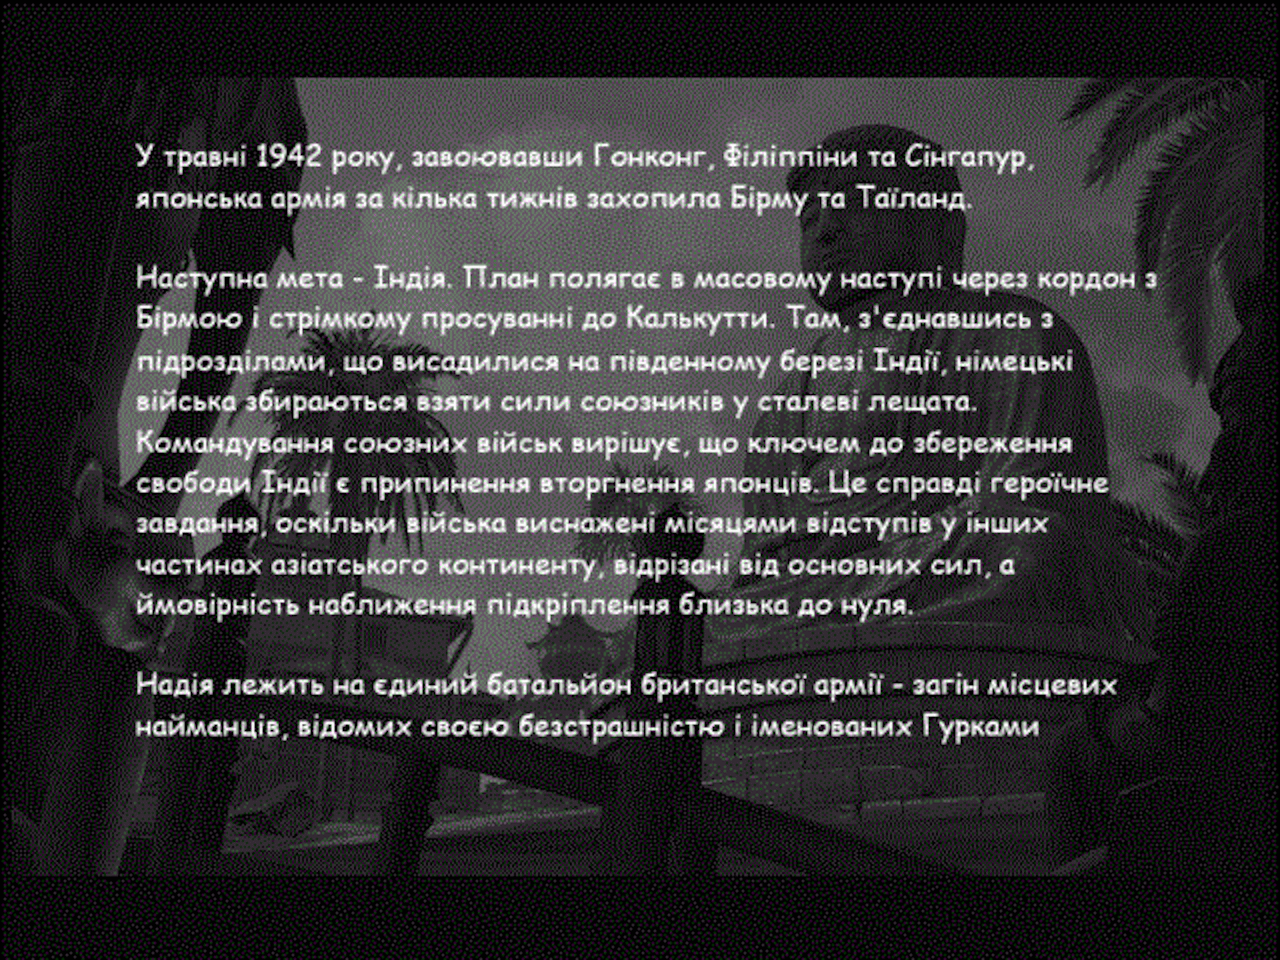 У травні 1942 року, завоювавши Гонконг, Філіппіни та Сінгапур,
японська армія за кілька тижнів захопила Бірму та Таїланд.
Наступна мета - Індія. План полягає в масовому наступі через кордон з
Бірмою і стрімкому просуванні до Калькутти. Там, з'єднавшись з
підрозділами, що висадилися на південному березі Індії, німецькі
війська збираються взяти сили союзників у сталеві лещата.
Командування союзних військ вирішує, що ключем до збереження
свободи Індії є припинення вторгнення японців. Це справді героїчне
завдання, оскільки війська виснажені місяцями відступів у інших
частинах азіатського континенту, відрізані від основних сил, а
ймовірність наближення підкріплення близька до нуля.
Надія лежить на єдиний батальйон британської армії - загін місцевих
найманців, відомих своєю безстрашністю і іменованих Гурками